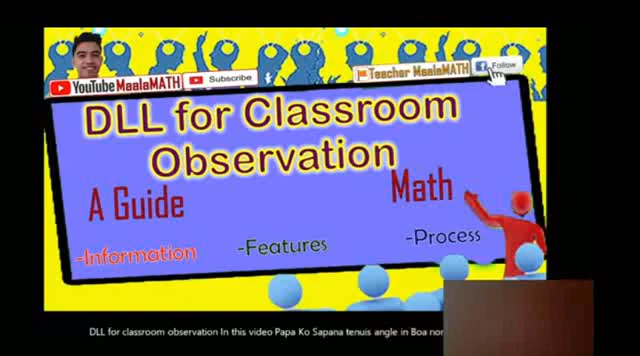 YouTube MaalaMATH Subscribe
Teacher MaalaMATH Follow
DLL for Classroom
Observation
A Guide
Math
-Information
-Features
-Process
DLL for classroom observation In this video Papa Ko Sapana tenuis angle in Boa nor